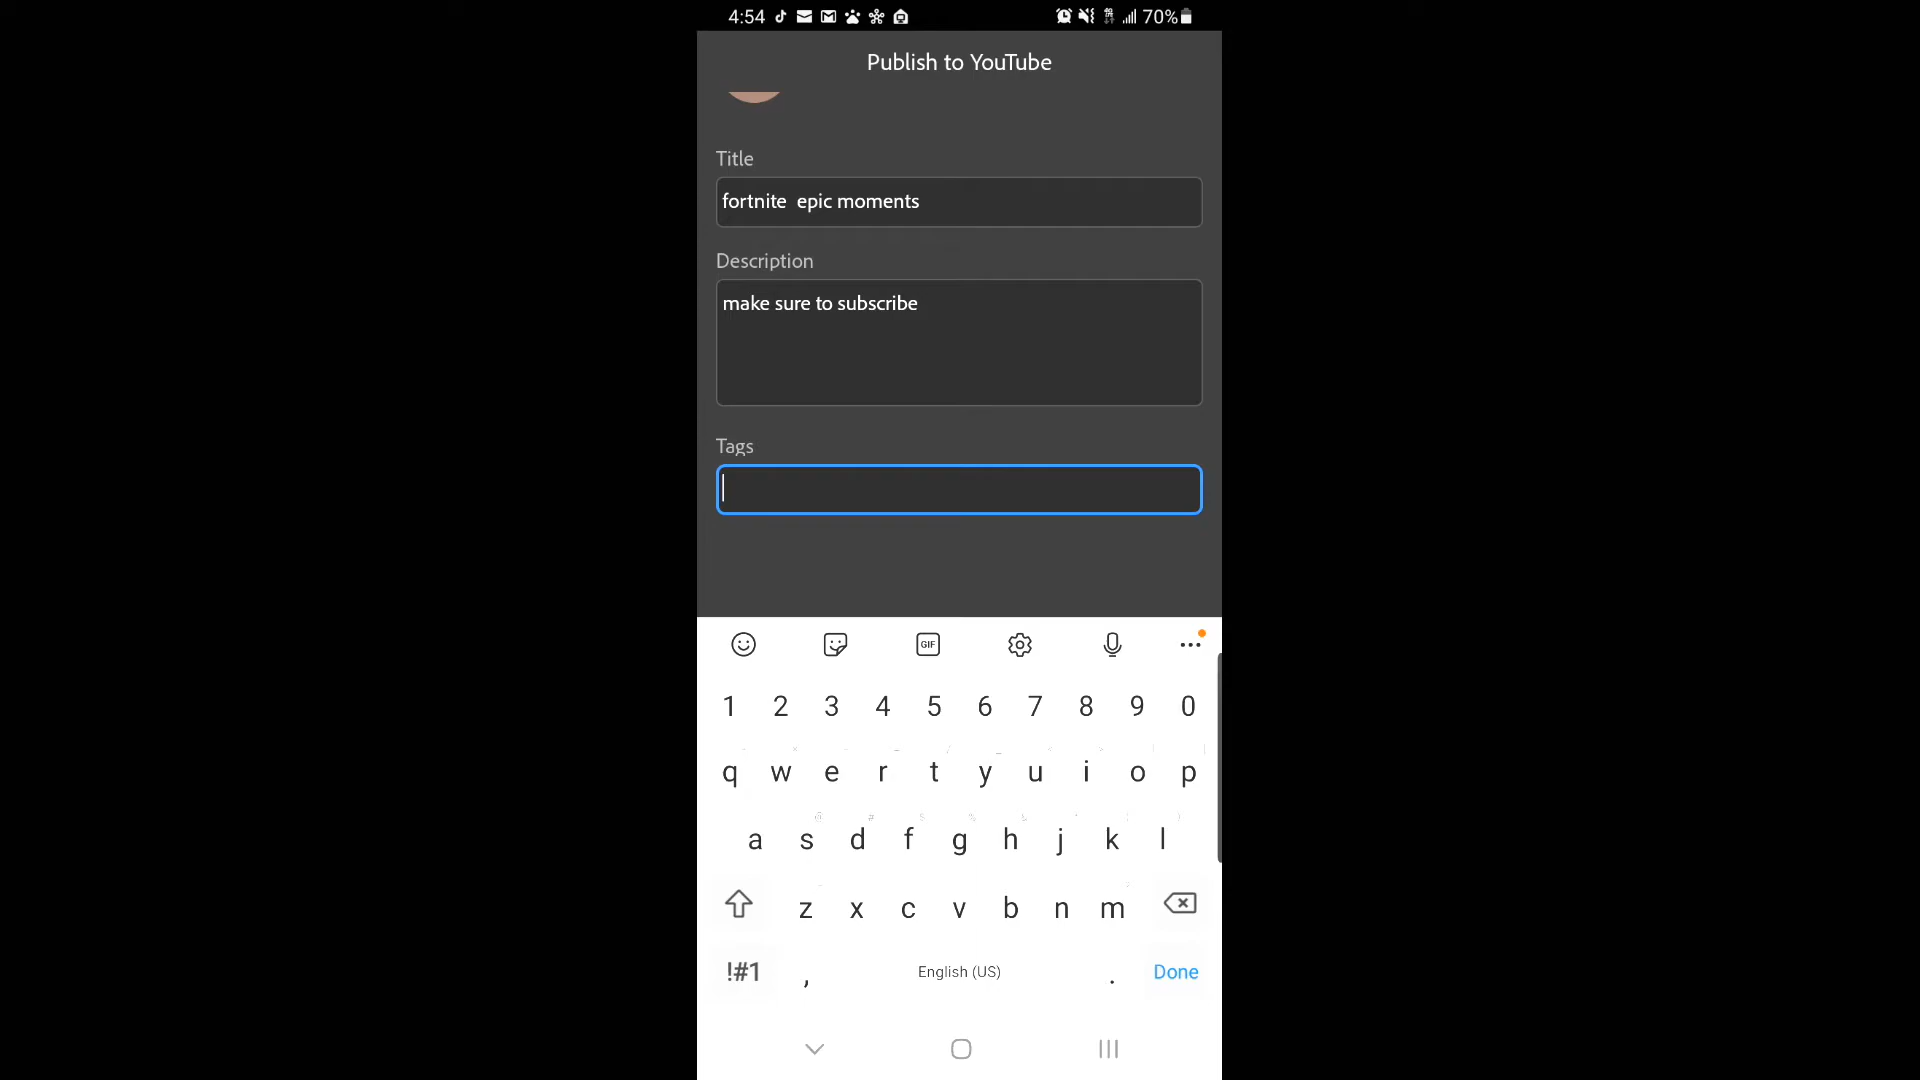 4:54 70%
Publish to YouTube
Title
fortnite  epic moments
Description
make sure to subscribe
Tags
GIF
1 2 3 4 5 6 7 8 9 0
q w e r t y u i o p
a s d f g h j k l
z x c v b n m
!#1 , English (US) . Done